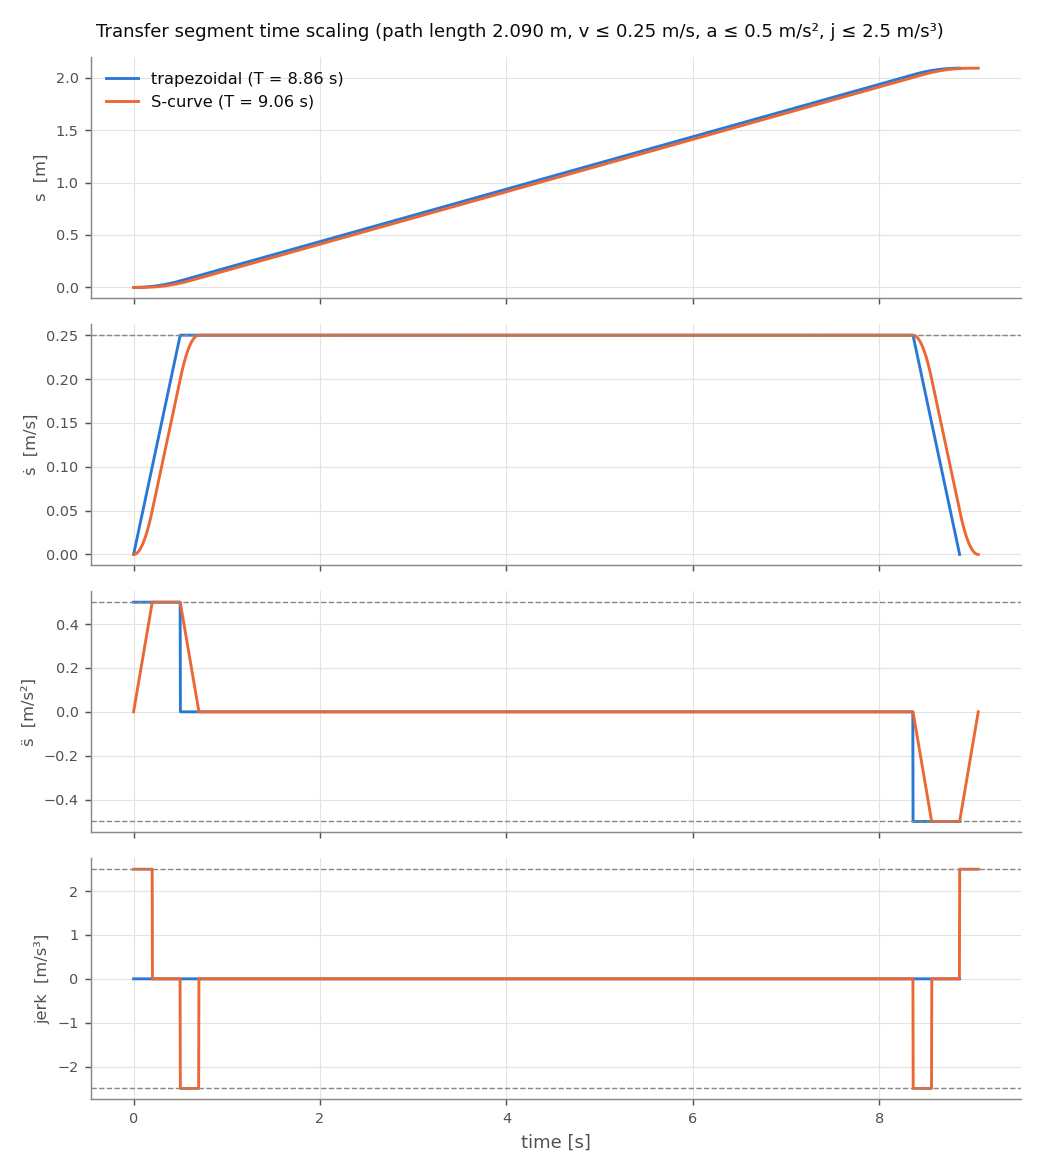 Transfer segment time scaling (path length 2.090 m, v ≤ 0.25 m/s, a ≤ 0.5 m/s², j ≤ 2.5 m/s³)
trapezoidal (T = 8.86 s)
S-curve (T = 9.06 s)
s [m]
2.0
1.5
1.0
0.5
0.0
ṡ [m/s]
0.25
0.20
0.15
0.10
0.05
0.00
s̈ [m/s²]
0.4
0.2
0.0
−0.2
−0.4
jerk [m/s³]
2
1
0
−1
−2
0 2 4 6 8
time [s]